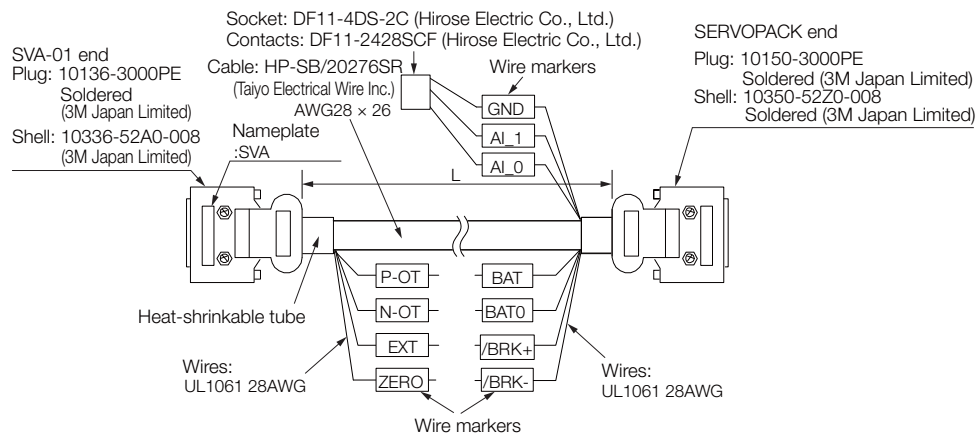 Socket: DF11-4DS-2C (Hirose Electric Co., Ltd.)
Contacts: DF11-2428SCF (Hirose Electric Co., Ltd.)
Cable: HP-SB/20276SR
(Taiyo Electrical Wire Inc.)
AWG28 × 26
Wire markers
SVA-01 end
Plug: 10136-3000PE
Soldered
(3M Japan Limited)
Shell: 10336-52A0-008
(3M Japan Limited)
Nameplate
:SVA
SERVOPACK end
Plug: 10150-3000PE
Soldered (3M Japan Limited)
Shell: 10350-52Z0-008
Soldered (3M Japan Limited)
GND
AI_1
AI_0
L
P-OT
BAT
N-OT
BAT0
EXT
/BRK+
ZERO
/BRK-
Heat-shrinkable tube
Wires:
UL1061 28AWG
Wires:
UL1061 28AWG
Wire markers